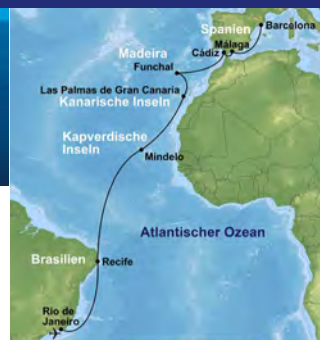 Barcelona
Spanien
Málaga
Cádiz
Madeira
Funchal
Las Palmas de Gran Canaria
Kanarische Inseln
Kapverdische
Inseln
Mindelo
Atlantischer Ozean
Brasilien
Recife
Rio de
Janeiro